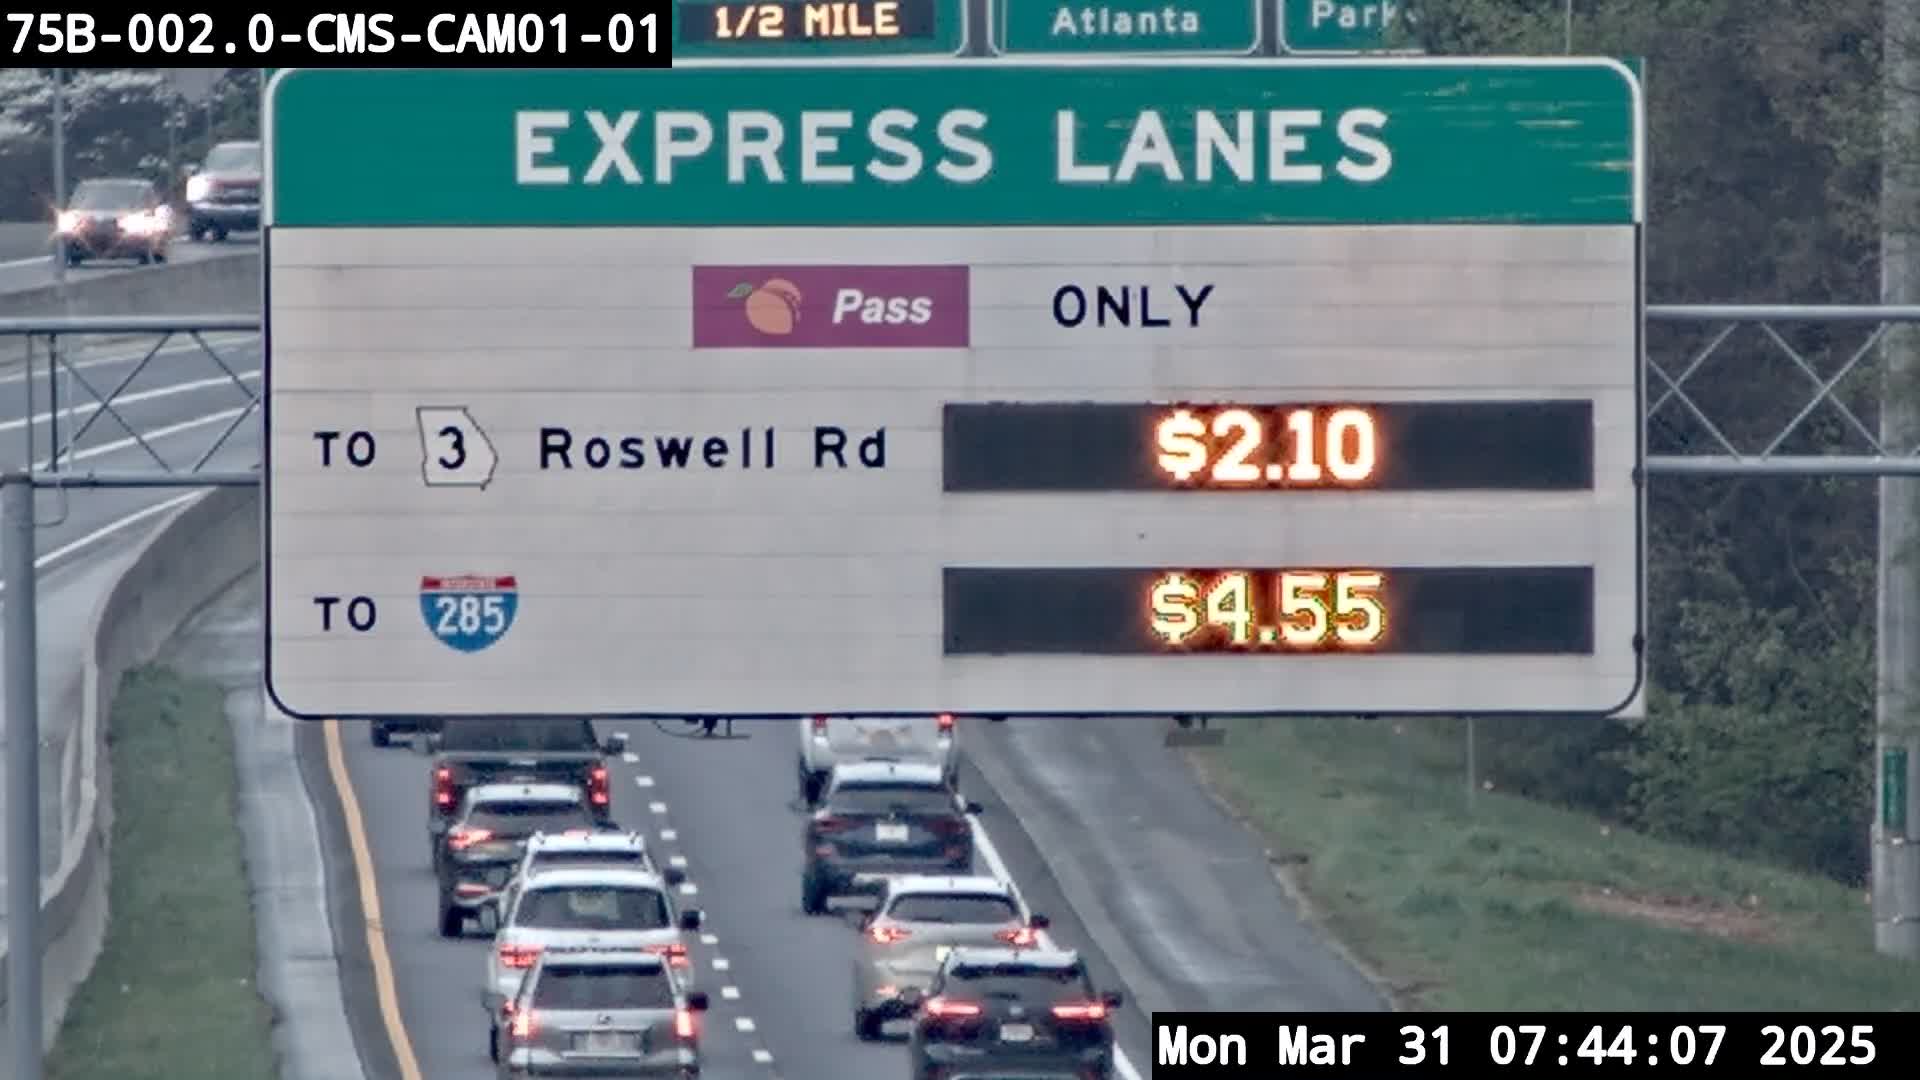 75B-002.0-CMS-CAM01-01
1/2 MILE
Atlanta
Park
EXPRESS LANES
Pass ONLY
TO 3 Roswell Rd $2.10
TO 285 $4.55
Mon Mar 31 07:44:07 2025